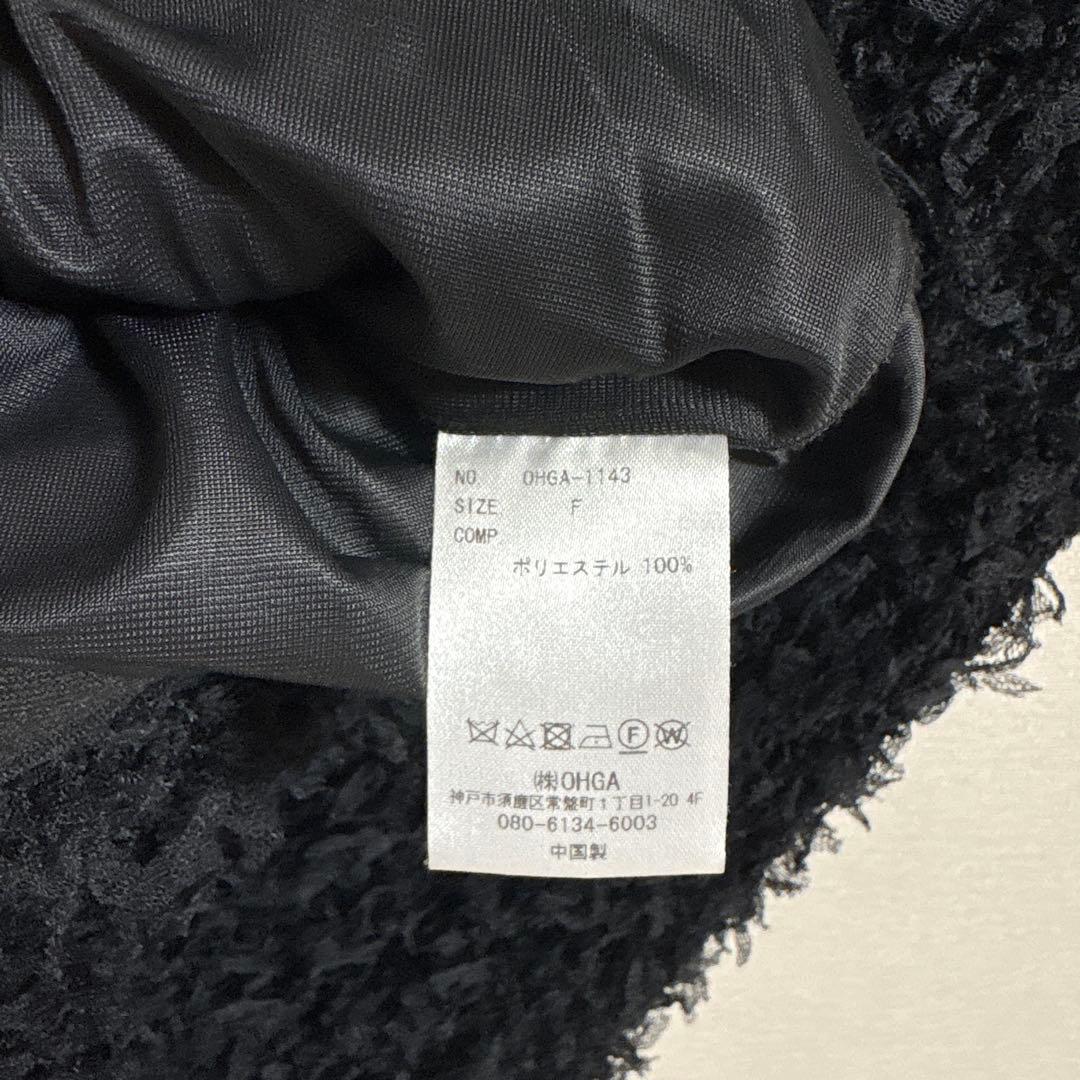 NO OHGA-1143
SIZE F
COMP
ポリエステル 100%
F W
㈱OHGA
神戸市須磨区常盤町1丁目1-20 4F
080-6134-6003
中国製